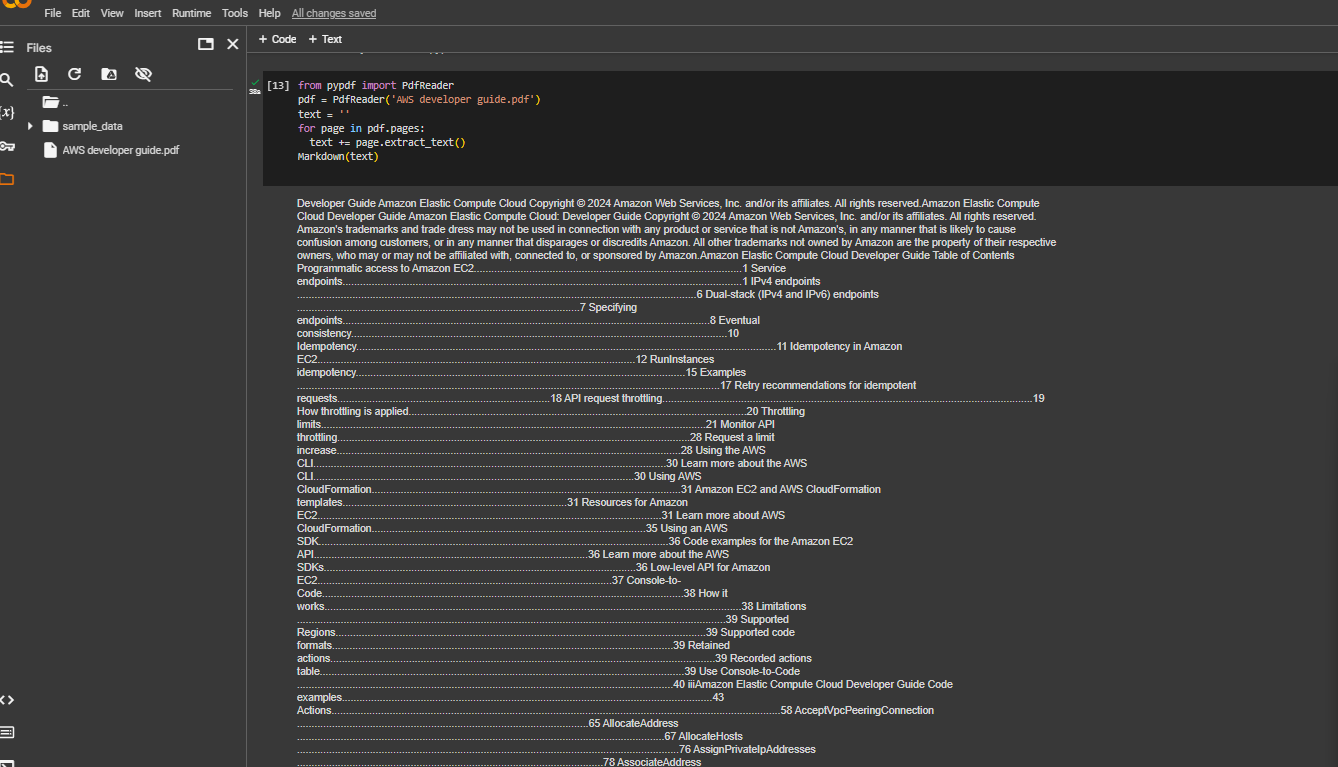 File Edit View Insert Runtime Tools Help All changes saved
Files
+ Code + Text
..
sample_data
AWS developer guide.pdf
{x}
38s
[13] from pypdf import PdfReader
pdf = PdfReader('AWS developer guide.pdf')
text = ''
for page in pdf.pages:
text += page.extract_text()
Markdown(text)
Developer Guide Amazon Elastic Compute Cloud Copyright © 2024 Amazon Web Services, Inc. and/or its affiliates. All rights reserved.Amazon Elastic Compute
Cloud Developer Guide Amazon Elastic Compute Cloud: Developer Guide Copyright © 2024 Amazon Web Services, Inc. and/or its affiliates. All rights reserved.
Amazon's trademarks and trade dress may not be used in connection with any product or service that is not Amazon's, in any manner that is likely to cause
confusion among customers, or in any manner that disparages or discredits Amazon. All other trademarks not owned by Amazon are the property of their respective
owners, who may or may not be affiliated with, connected to, or sponsored by Amazon.Amazon Elastic Compute Cloud Developer Guide Table of Contents
Programmatic access to Amazon EC2..........1 Service
endpoints..........1 IPv4 endpoints
..........6 Dual-stack (IPv4 and IPv6) endpoints
..........7 Specifying
endpoints..........8 Eventual
consistency..........10
Idempotency..........11 Idempotency in Amazon
EC2..........12 RunInstances
idempotency..........15 Examples
..........17 Retry recommendations for idempotent
requests..........18 API request throttling..........19
How throttling is applied..........20 Throttling
limits..........21 Monitor API
throttling..........28 Request a limit
increase..........28 Using the AWS
CLI..........30 Learn more about the AWS
CLI..........30 Using AWS
CloudFormation..........31 Amazon EC2 and AWS CloudFormation
templates..........31 Resources for Amazon
EC2..........31 Learn more about AWS
CloudFormation..........35 Using an AWS
SDK..........36 Code examples for the Amazon EC2
API..........36 Learn more about the AWS
SDKs..........36 Low-level API for Amazon
EC2..........37 Console-to-
Code..........38 How it
works..........38 Limitations
..........39 Supported
Regions..........39 Supported code
formats..........39 Retained
actions..........39 Recorded actions
table..........39 Use Console-to-Code
..........40 iiiAmazon Elastic Compute Cloud Developer Guide Code
examples..........43
Actions..........58 AcceptVpcPeeringConnection
..........65 AllocateAddress
..........67 AllocateHosts
..........76 AssignPrivateIpAddresses
..........78 AssociateAddress